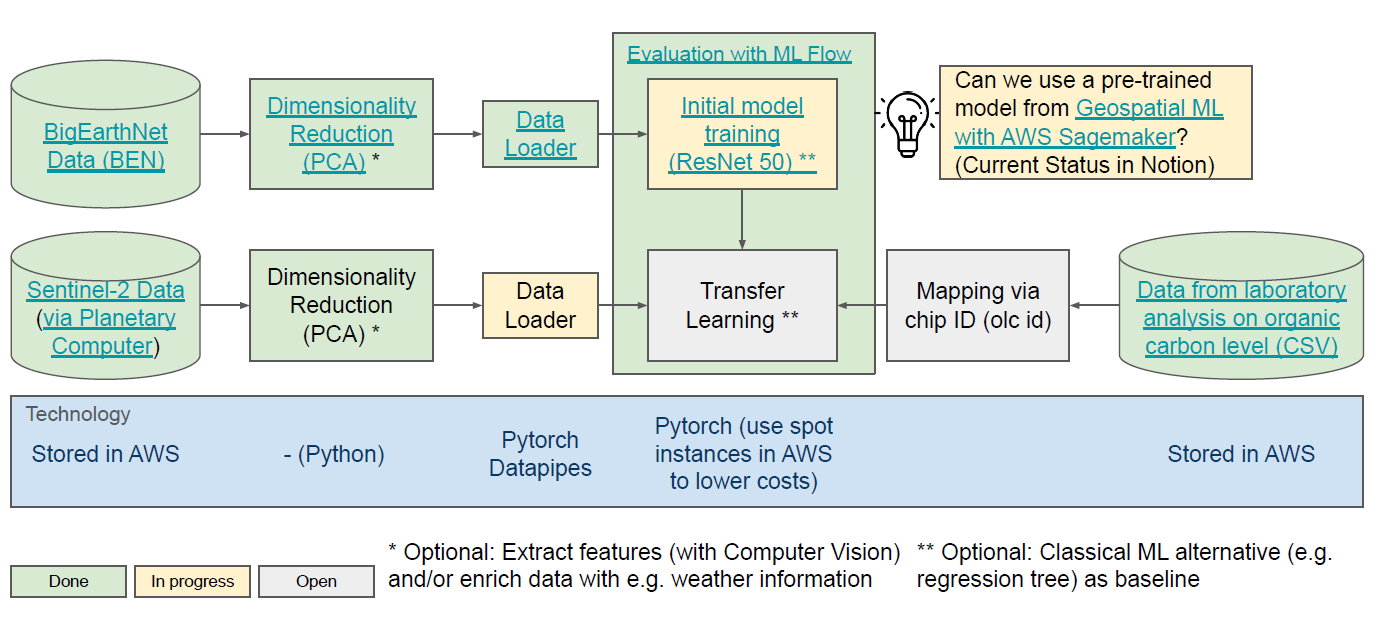 Evaluation with ML Flow
BigEarthNet
Data (BEN)
Dimensionality
Reduction
(PCA) *
Data
Loader
Initial model
training
(ResNet 50) **
Can we use a pre-trained
model from Geospatial ML
with AWS Sagemaker?
(Current Status in Notion)
Sentinel-2 Data
(via Planetary
Computer)
Dimensionality
Reduction
(PCA) *
Data
Loader
Transfer
Learning **
Mapping via
chip ID (olc id)
Data from laboratory
analysis on organic
carbon level (CSV)
Technology
Stored in AWS
- (Python)
Pytorch
Datapipes
Pytorch (use spot
instances in AWS
to lower costs)
Stored in AWS
Done
In progress
Open
* Optional: Extract features (with Computer Vision)
and/or enrich data with e.g. weather information
** Optional: Classical ML alternative (e.g.
regression tree) as baseline